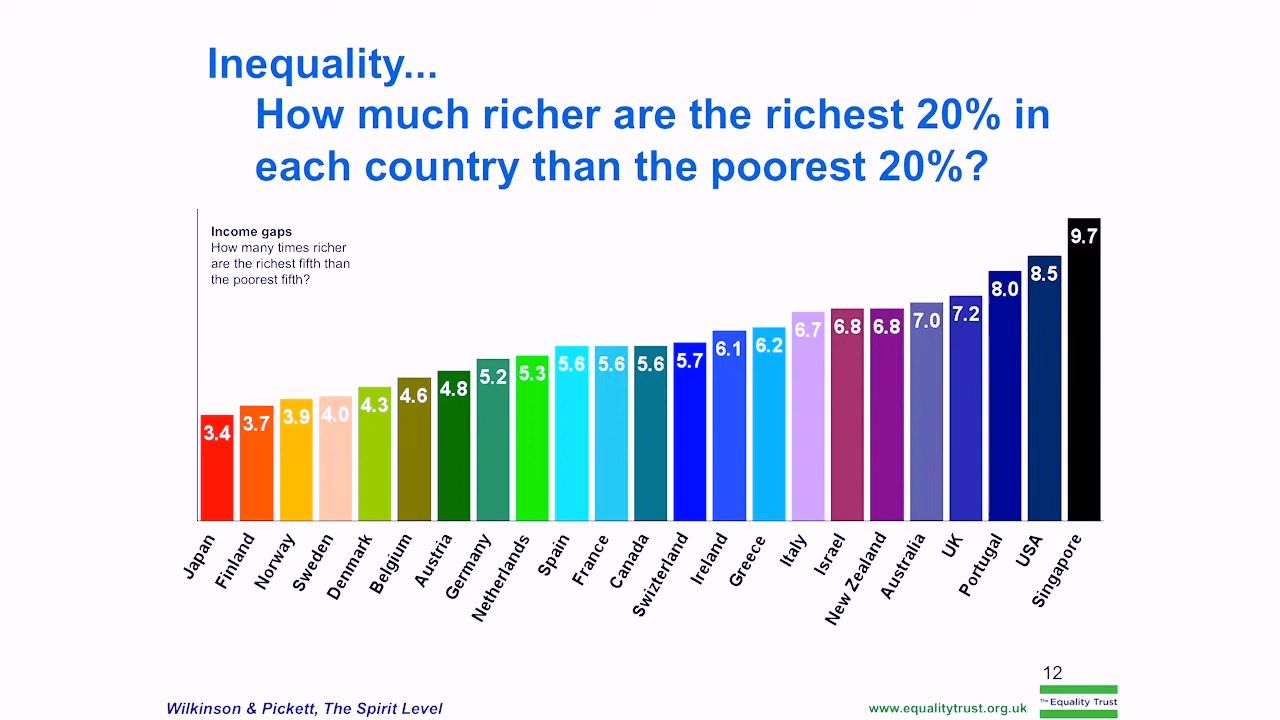 Inequality...
How much richer are the richest 20% in
each country than the poorest 20%?
Income gaps
How many times richer
are the richest fifth than
the poorest fifth?
3.4
3.7
3.9
4.0
4.3
4.6
4.8
5.2
5.3
5.6
5.6
5.6
5.7
6.1
6.2
6.7
6.8
6.8
7.0
7.2
8.0
8.5
9.7
Japan
Finland
Norway
Sweden
Denmark
Belgium
Austria
Germany
Netherlands
Spain
France
Canada
Swizterland
Ireland
Greece
Italy
Israel
New Zealand
Australia
UK
Portugal
USA
Singapore
12
Wilkinson & Pickett, The Spirit Level
www.equalitytrust.org.uk
The Equality Trust